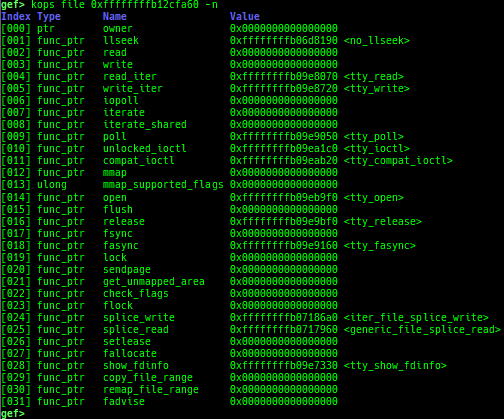 gef> kops file 0xffffffffb12cfa60 -n
Index Type     Name                 Value
[000] ptr      owner                0x0000000000000000
[001] func_ptr llseek               0xffffffffb06d8190 <no_llseek>
[002] func_ptr read                 0x0000000000000000
[003] func_ptr write                0x0000000000000000
[004] func_ptr read_iter            0xffffffffb09e8070 <tty_read>
[005] func_ptr write_iter           0xffffffffb09e8720 <tty_write>
[006] func_ptr iopoll               0x0000000000000000
[007] func_ptr iterate              0x0000000000000000
[008] func_ptr iterate_shared       0x0000000000000000
[009] func_ptr poll                 0xffffffffb09e9050 <tty_poll>
[010] func_ptr unlocked_ioctl       0xffffffffb09ea1c0 <tty_ioctl>
[011] func_ptr compat_ioctl         0xffffffffb09eab20 <tty_compat_ioctl>
[012] func_ptr mmap                 0x0000000000000000
[013] ulong    mmap_supported_flags 0x0000000000000000
[014] func_ptr open                 0xffffffffb09eb9f0 <tty_open>
[015] func_ptr flush                0x0000000000000000
[016] func_ptr release              0xffffffffb09e9bf0 <tty_release>
[017] func_ptr fsync                0x0000000000000000
[018] func_ptr fasync               0xffffffffb09e9160 <tty_fasync>
[019] func_ptr lock                 0x0000000000000000
[020] func_ptr sendpage             0x0000000000000000
[021] func_ptr get_unmapped_area    0x0000000000000000
[022] func_ptr check_flags          0x0000000000000000
[023] func_ptr flock                0x0000000000000000
[024] func_ptr splice_write         0xffffffffb07186a0 <iter_file_splice_write>
[025] func_ptr splice_read          0xffffffffb0717960 <generic_file_splice_read>
[026] func_ptr setlease             0x0000000000000000
[027] func_ptr fallocate            0x0000000000000000
[028] func_ptr show_fdinfo          0xffffffffb09e7330 <tty_show_fdinfo>
[029] func_ptr copy_file_range      0x0000000000000000
[030] func_ptr remap_file_range     0x0000000000000000
[031] func_ptr fadvise              0x0000000000000000
gef>